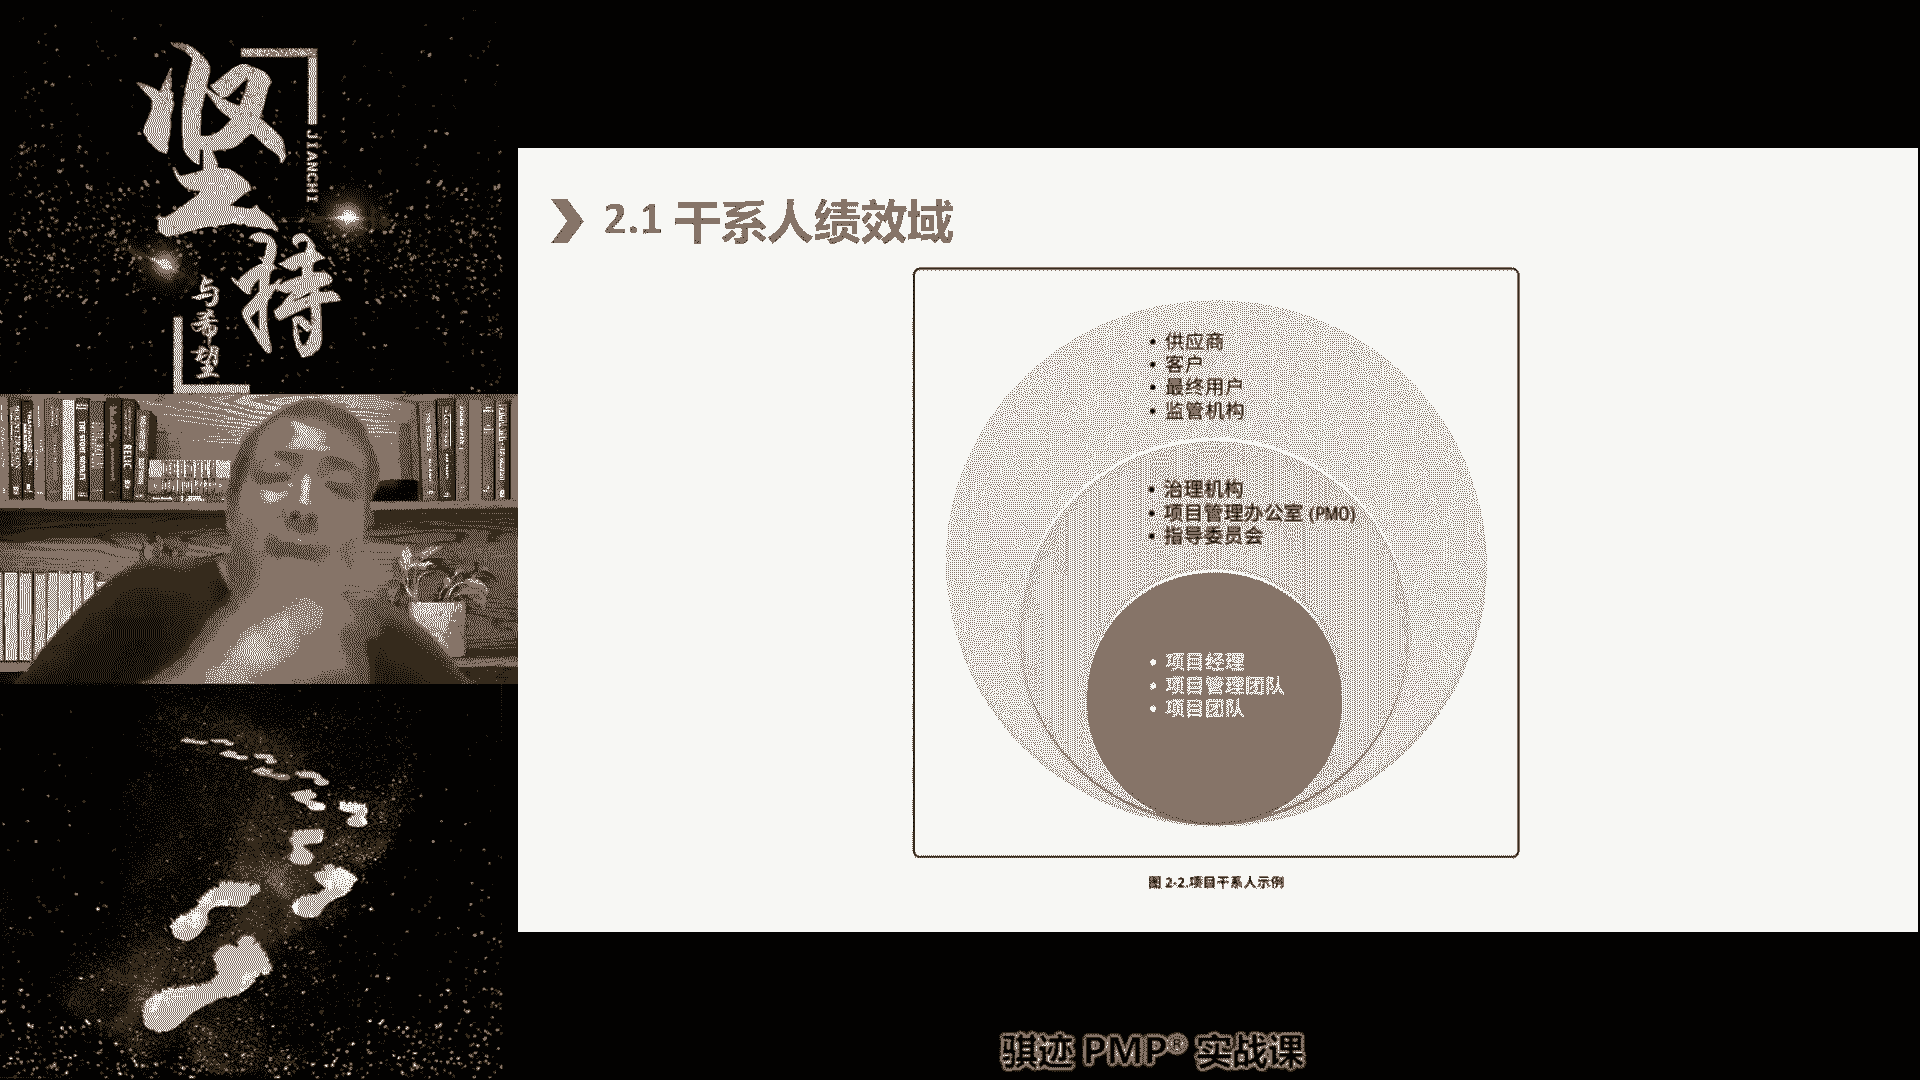 坚持
JIANCHI
与希望
2.1 干系人绩效域
• 供应商
• 客户
• 最终用户
• 监管机构
• 治理机构
• 项目管理办公室 (PMO)
• 指导委员会
• 项目经理
• 项目管理团队
• 项目团队
图 2-2.项目干系人示例
骐迹 PMP® 实战课